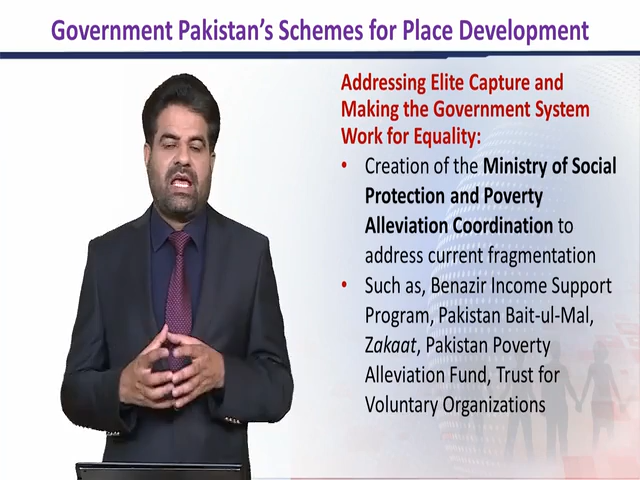 Government Pakistan’s Schemes for Place Development
Addressing Elite Capture and
Making the Government System
Work for Equality:
• Creation of the Ministry of Social
Protection and Poverty
Alleviation Coordination to
address current fragmentation
• Such as, Benazir Income Support
Program, Pakistan Bait-ul-Mal,
Zakaat, Pakistan Poverty
Alleviation Fund, Trust for
Voluntary Organizations